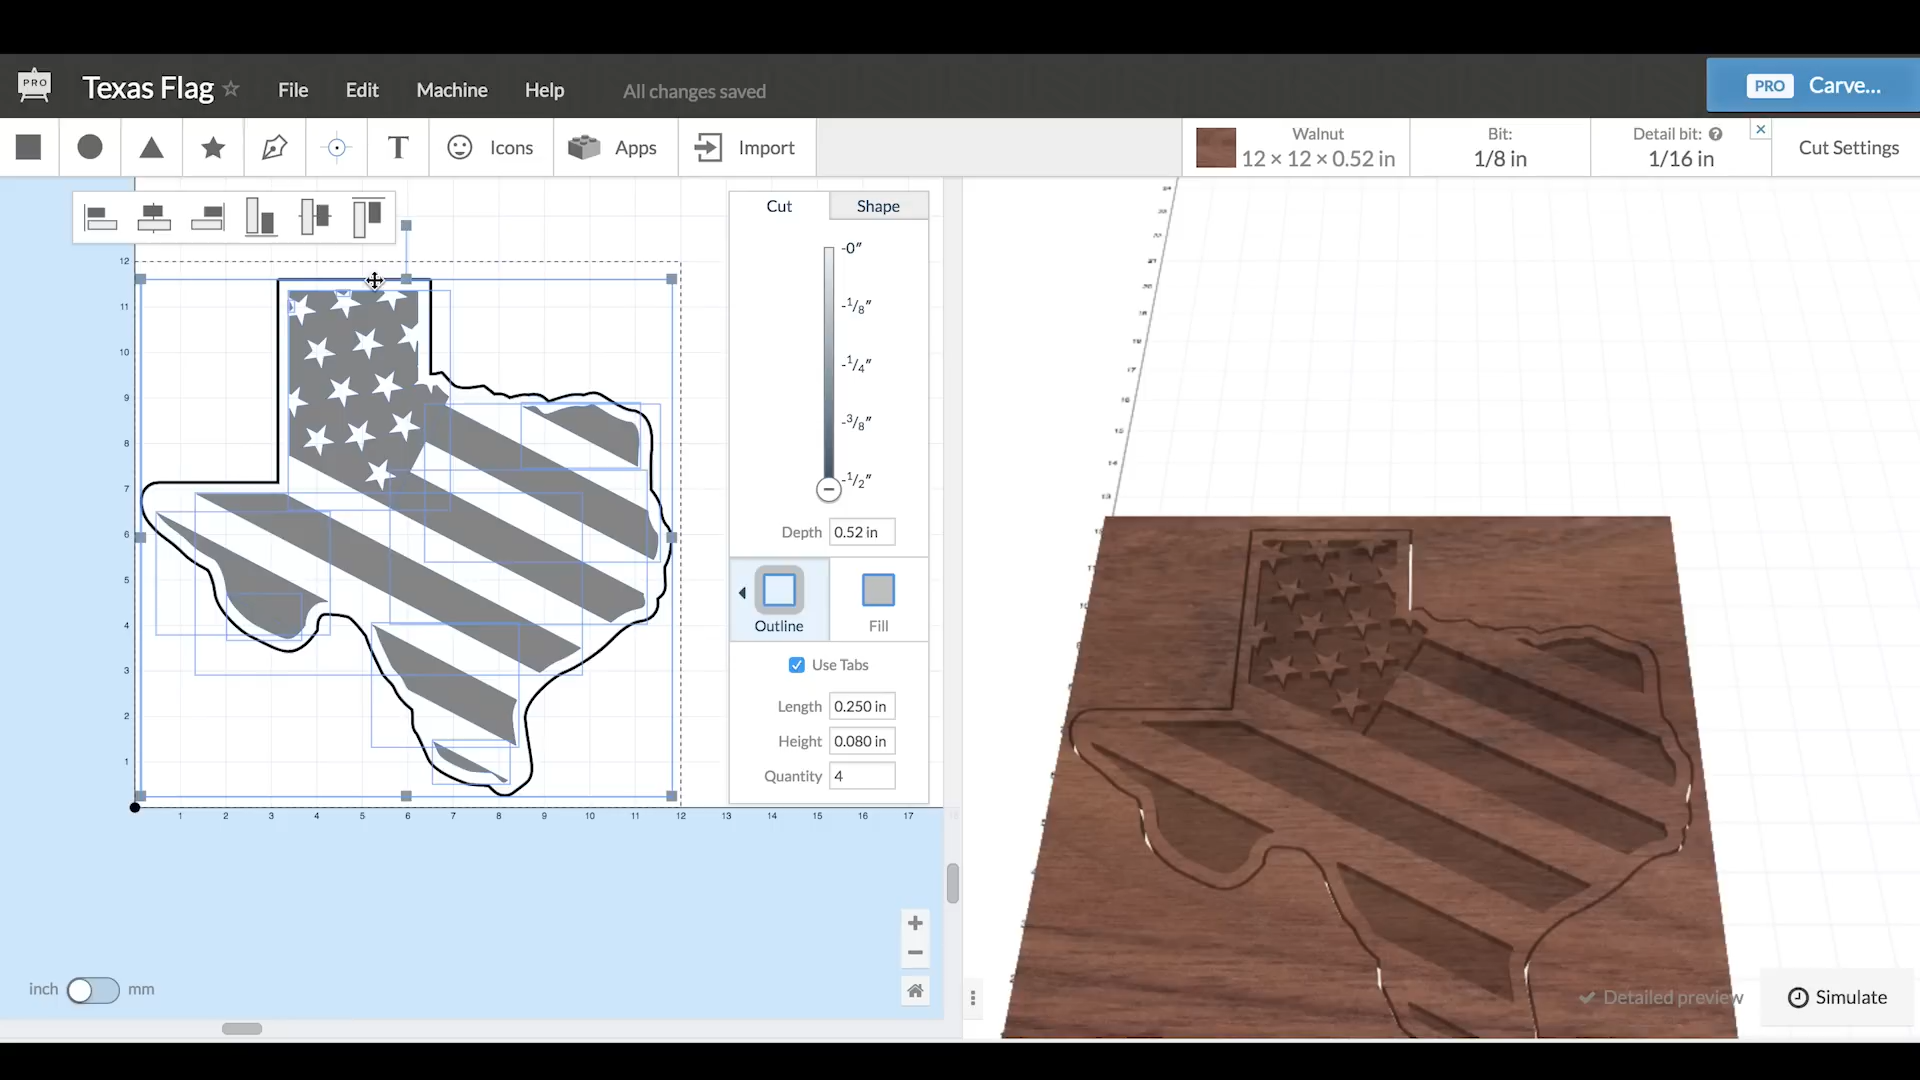 PRO
Texas Flag
File
Edit
Machine
Help
All changes saved
PRO Carve...
T
Icons
Apps
Import
Walnut
12 × 12 × 0.52 in
Bit:
1/8 in
Detail bit:
1/16 in
Cut Settings
Cut
Shape
-0"
-1/8"
-1/4"
-3/8"
-1/2"
Depth 0.52 in
Outline
Fill
Use Tabs
Length 0.250 in
Height 0.080 in
Quantity 4
12
11
10
9
8
7
6
5
4
3
2
1
1 2 3 4 5 6 7 8 9 10 11 12 13 14 15 16 17
inch
mm
Detailed preview
Simulate